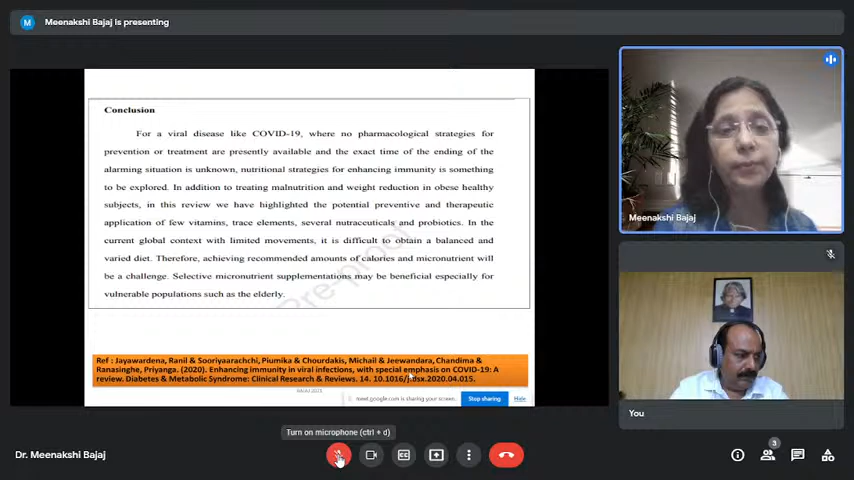 M Meenakshi Bajaj is presenting
Conclusion
For a viral disease like COVID-19, where no pharmacological strategies for
prevention or treatment are presently available and the exact time of the ending of the
alarming situation is unknown, nutritional strategies for enhancing immunity is something
to be explored. In addition to treating malnutrition and weight reduction in obese healthy
subjects, in this review we have highlighted the potential preventive and therapeutic
application of few vitamins, trace elements, several nutraceuticals and probiotics. In the
current global context with limited movements, it is difficult to obtain a balanced and
varied diet. Therefore, achieving recommended amounts of calories and micronutrient will
be a challenge. Selective micronutrient supplementations may be beneficial especially for
vulnerable populations such as the elderly.
Pre-proof
Ref : Jayawardena, Ranil & Sooriyaarachchi, Piumika & Chourdakis, Michail & Jeewandara, Chandima &
Ranasinghe, Priyanga. (2020). Enhancing immunity in viral infections, with special emphasis on COVID-19: A
review. Diabetes & Metabolic Syndrome: Clinical Research & Reviews. 14. 10.1016/j.dsx.2020.04.015.
meet.google.com is sharing your screen.
Stop sharing
Hide
Meenakshi Bajaj
You
Turn on microphone (ctrl + d)
Dr. Meenakshi Bajaj
3